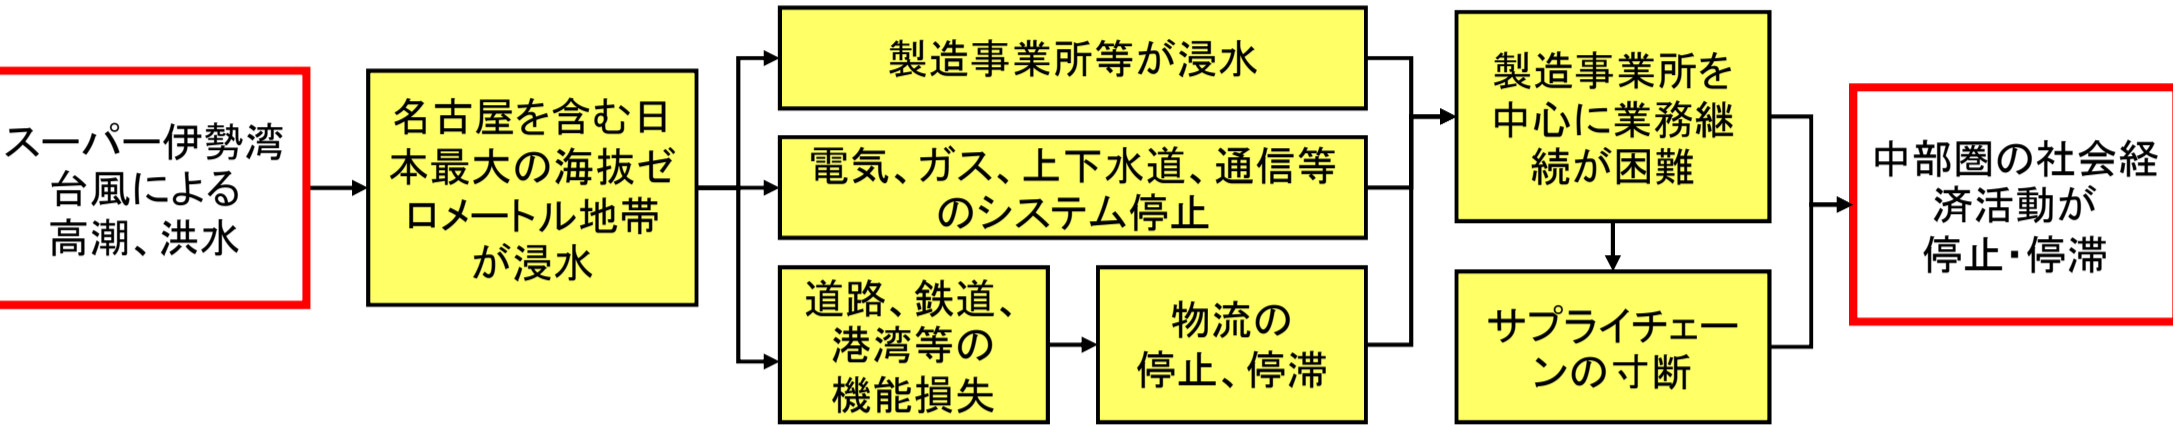 スーパー伊勢湾
台風による
高潮、洪水
名古屋を含む日
本最大の海抜ゼ
ロメートル地帯
が浸水
製造事業所等が浸水
電気、ガス、上下水道、通信等
のシステム停止
道路、鉄道、
港湾等の
機能損失
物流の
停止、停滞
製造事業所を
中心に業務継
続が困難
サプライチェー
ンの寸断
中部圏の社会経
済活動が
停止・停滞